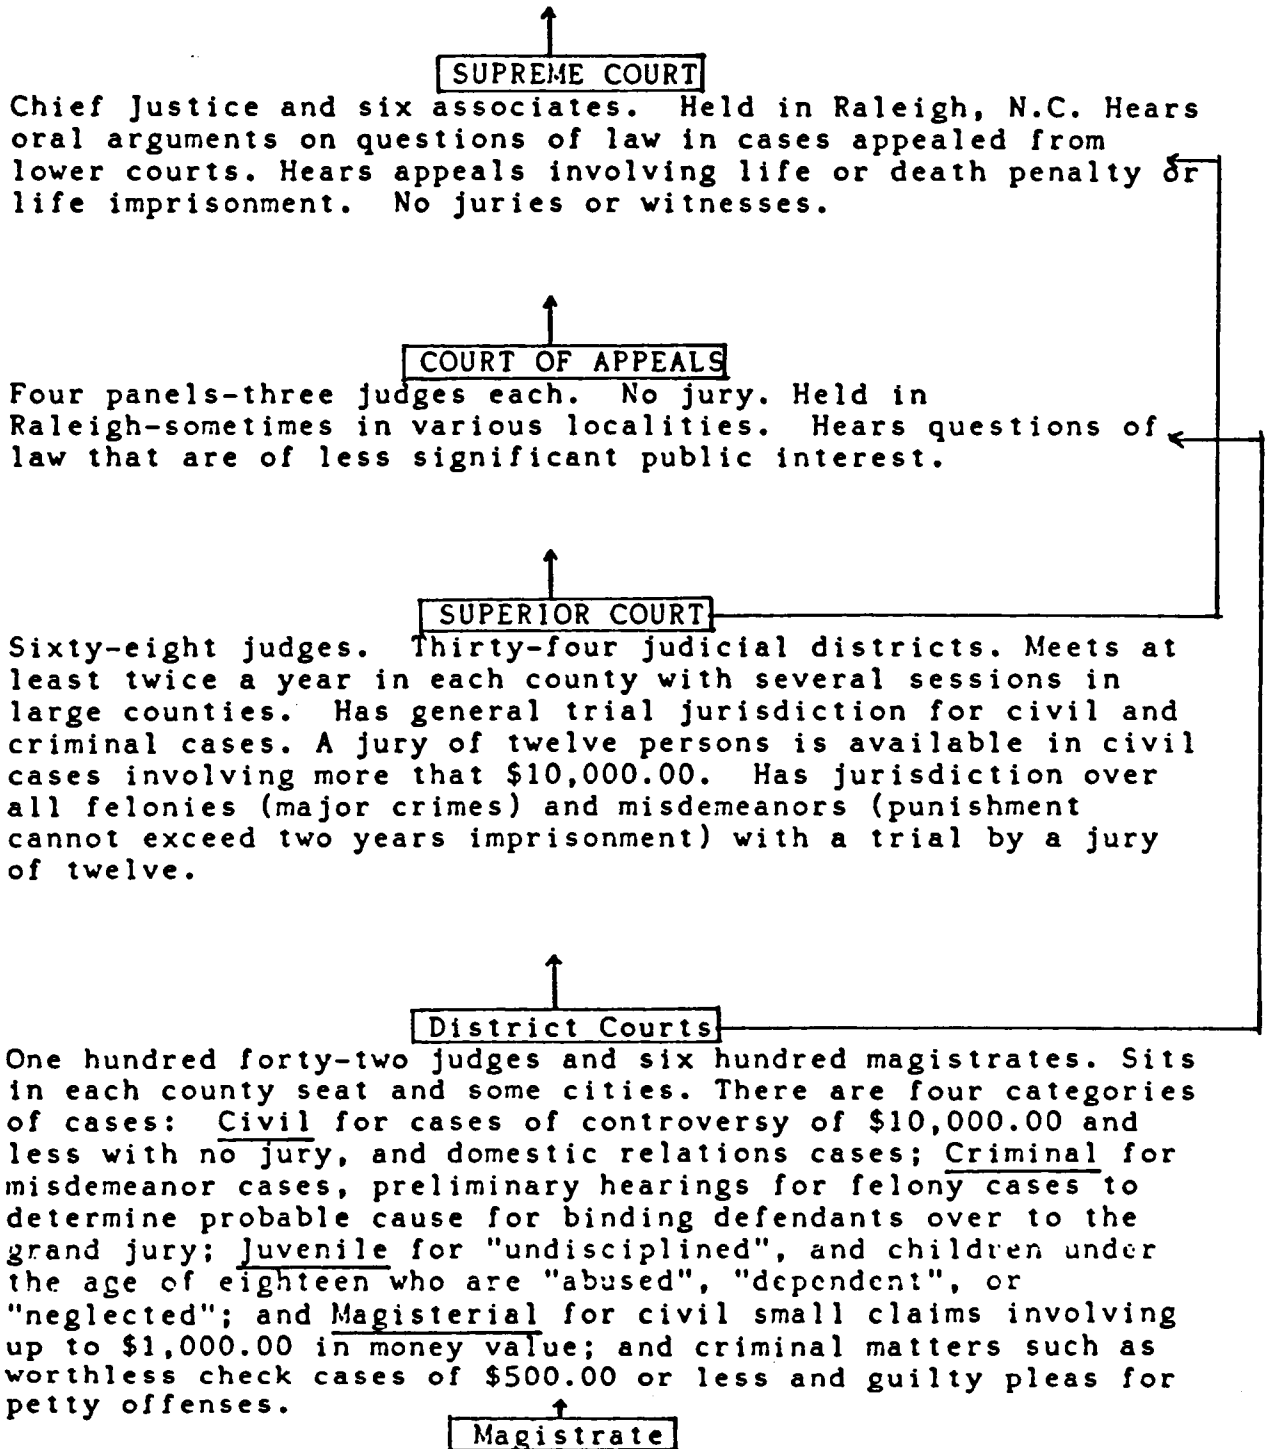 SUPREME COURT
Chief Justice and six associates. Held in Raleigh, N.C. Hears
oral arguments on questions of law in cases appealed from
lower courts. Hears appeals involving life or death penalty or
life imprisonment. No juries or witnesses.
COURT OF APPEALS
Four panels-three judges each. No jury. Held in
Raleigh-sometimes in various localities. Hears questions of
law that are of less significant public interest.
SUPERIOR COURT
Sixty-eight judges. Thirty-four judicial districts. Meets at
least twice a year in each county with several sessions in
large counties. Has general trial jurisdiction for civil and
criminal cases. A jury of twelve persons is available in civil
cases involving more that $10,000.00. Has jurisdiction over
all felonies (major crimes) and misdemeanors (punishment
cannot exceed two years imprisonment) with a trial by a jury
of twelve.
District Courts
One hundred forty-two judges and six hundred magistrates. Sits
in each county seat and some cities. There are four categories
of cases: Civil for cases of controversy of $10,000.00 and
less with no jury, and domestic relations cases; Criminal for
misdemeanor cases, preliminary hearings for felony cases to
determine probable cause for binding defendants over to the
grand jury; Juvenile for "undisciplined", and children under
the age of eighteen who are "abused", "dependent", or
"neglected"; and Magisterial for civil small claims involving
up to $1,000.00 in money value; and criminal matters such as
worthless check cases of $500.00 or less and guilty pleas for
petty offenses.
Magistrate